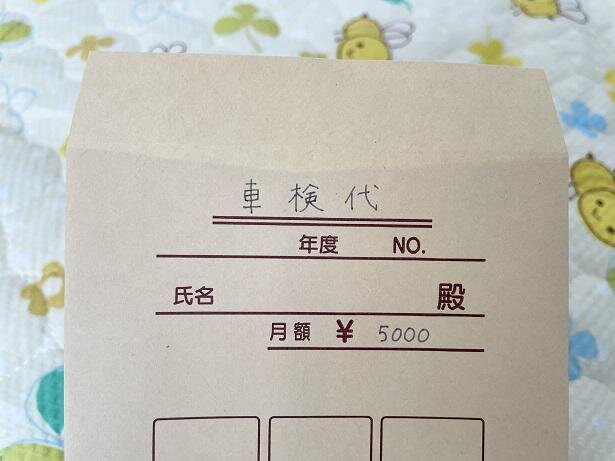 車検代
年度 NO.
氏名 殿
月額 ¥ 5000